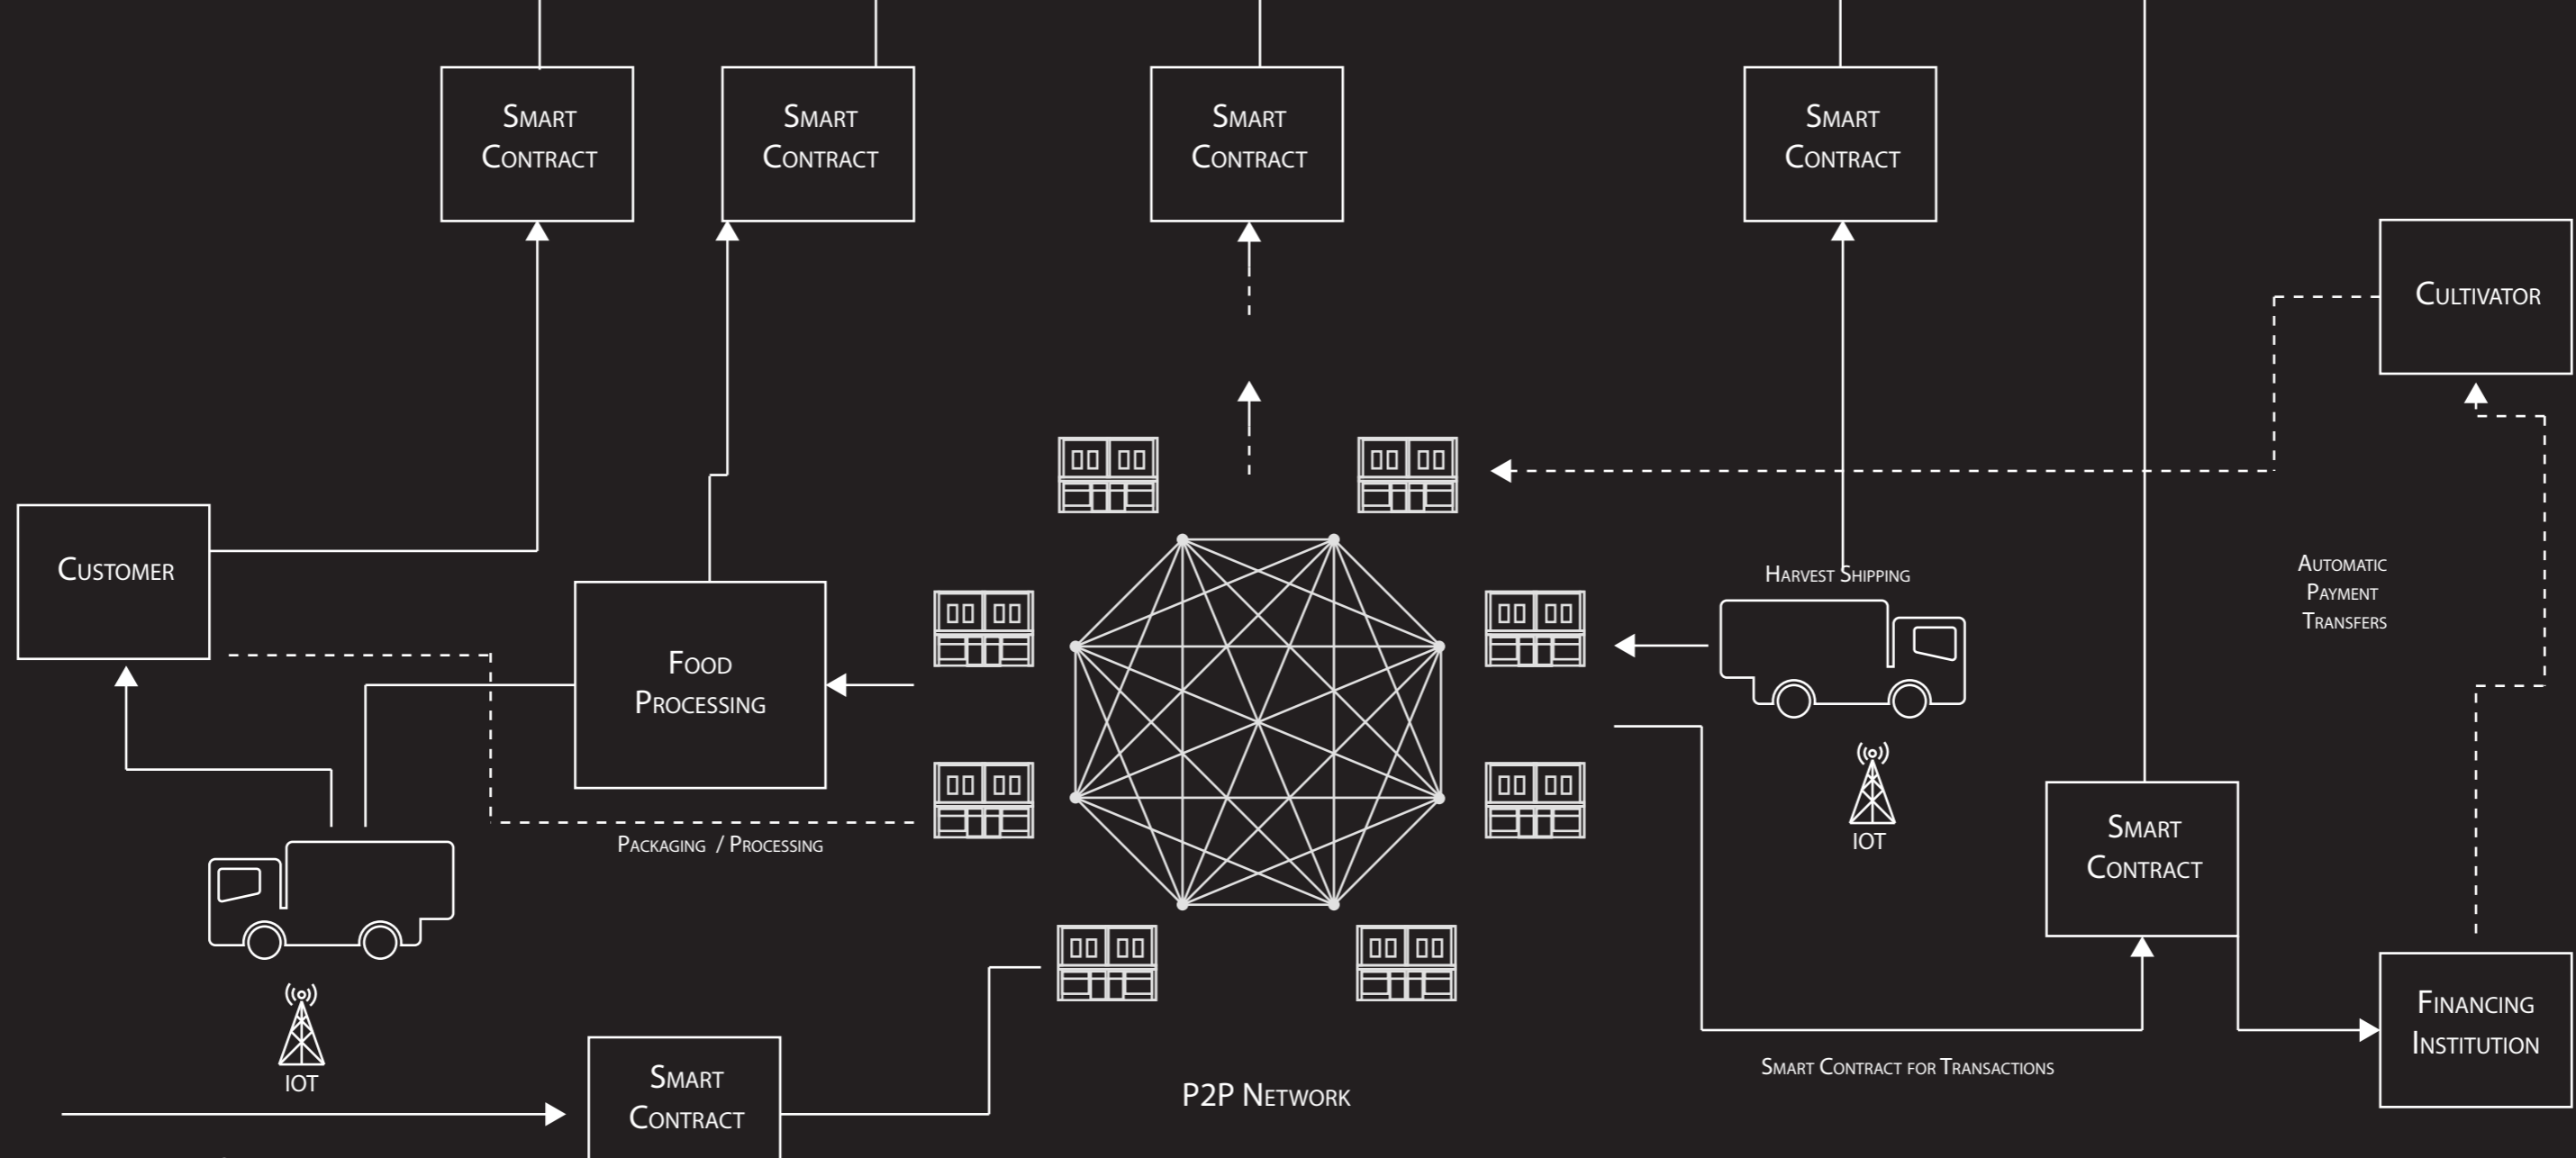 Smart
Contract
Smart
Contract
Smart
Contract
Smart
Contract
Cultivator
Customer
Harvest Shipping
Automatic
Payment
Transfers
Food
Processing
Packaging / Processing
IOT
Smart
Contract
Financing
Institution
Smart Contract for Transactions
IOT
Smart
Contract
P2P Network